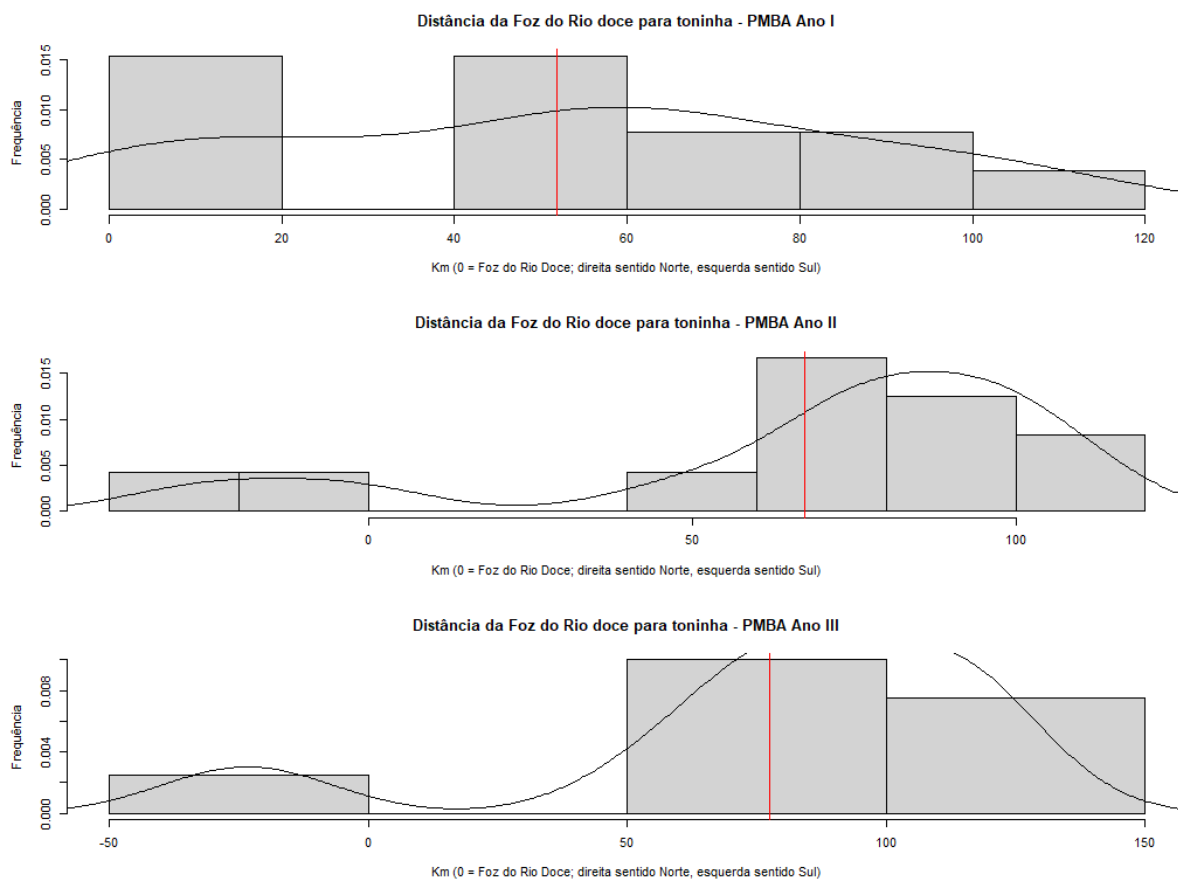 Distância da Foz do Rio doce para toninha - PMBA Ano I
Frequência
0.000 0.005 0.010 0.015
0 20 40 60 80 100 120
Km (0 = Foz do Rio Doce; direita sentido Norte, esquerda sentido Sul)
Distância da Foz do Rio doce para toninha - PMBA Ano II
Frequência
0.000 0.005 0.010 0.015
0 50 100
Km (0 = Foz do Rio Doce; direita sentido Norte, esquerda sentido Sul)
Distância da Foz do Rio doce para toninha - PMBA Ano III
Frequência
0.000 0.004 0.008
-50 0 50 100 150
Km (0 = Foz do Rio Doce; direita sentido Norte, esquerda sentido Sul)